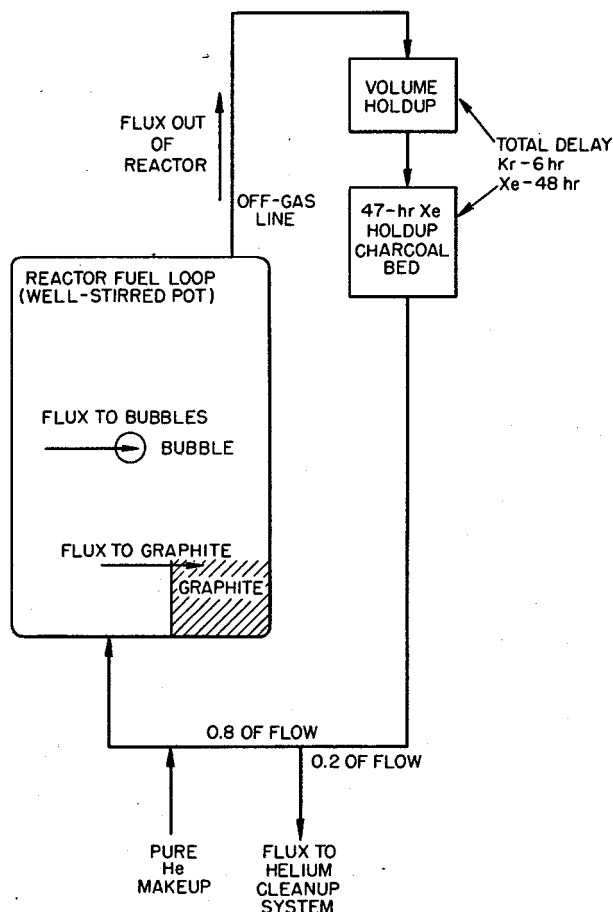 VOLUME
HOLDUP
FLUX OUT
OF
REACTOR
TOTAL DELAY
Kr-6 hr
Xe-48 hr
OFF-GAS
LINE
47-hr Xe
HOLDUP
CHARCOAL
BED
REACTOR FUEL LOOP
(WELL-STIRRED POT)
FLUX TO BUBBLES
BUBBLE
FLUX TO GRAPHITE
GRAPHITE
0.8 OF FLOW
0.2 OF FLOW
PURE
He
MAKEUP
FLUX TO
HELIUM
CLEANUP
SYSTEM